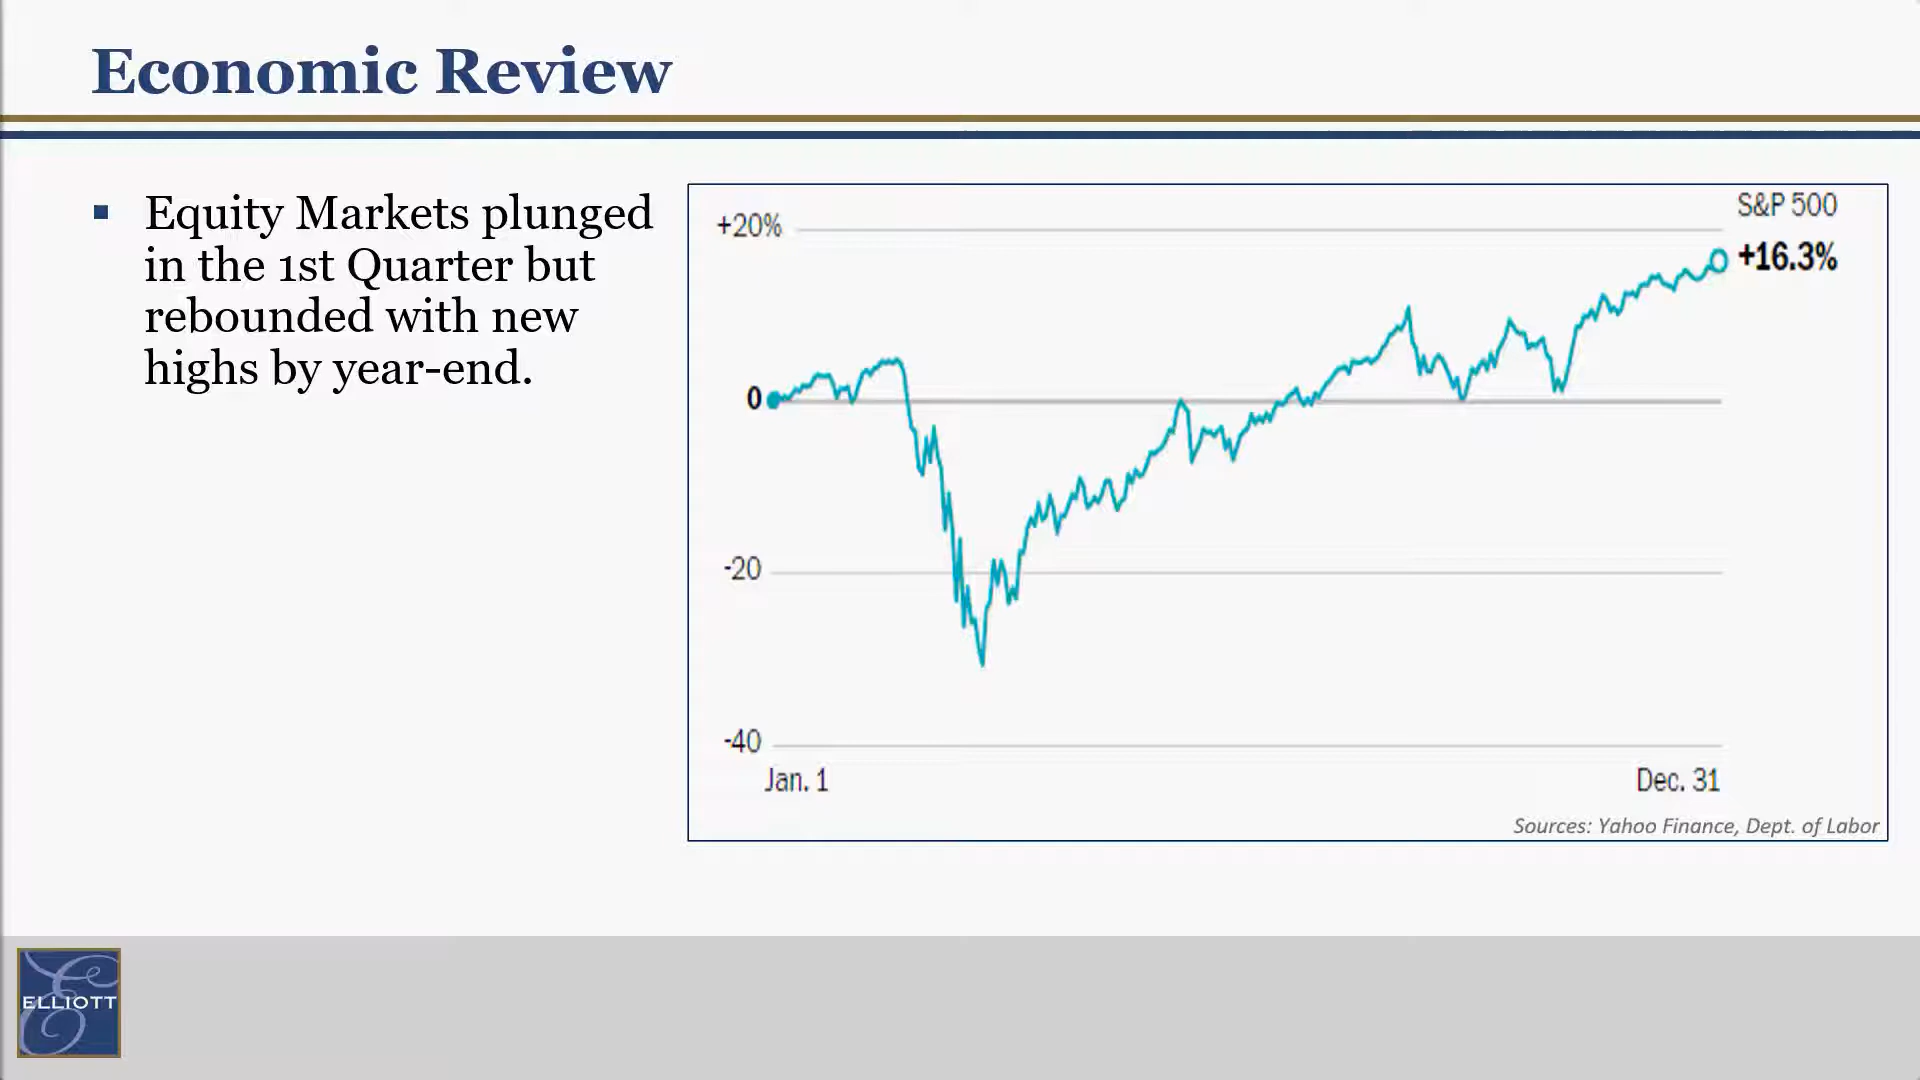 Economic Review
▪ Equity Markets plunged
in the 1st Quarter but
rebounded with new
highs by year-end.
S&P 500
+20%
+16.3%
0
-20
-40
Jan. 1
Dec. 31
Sources: Yahoo Finance, Dept. of Labor
ELLIOTT